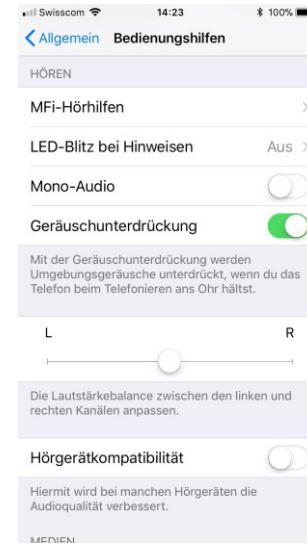 Swisscom 14:23 100%
Allgemein Bedienungshilfen
HÖREN
MFi-Hörhilfen
LED-Blitz bei Hinweisen Aus
Mono-Audio
Geräuschunterdrückung
Mit der Geräuschunterdrückung werden
Umgebungsgeräusche unterdrückt, wenn du das
Telefon beim Telefonieren ans Ohr hältst.
L R
Die Lautstärkebalance zwischen den linken und
rechten Kanälen anpassen.
Hörgerätkompatibilität
Hiermit wird bei manchen Hörgeräten die
Audioqualität verbessert.
MEDIEN